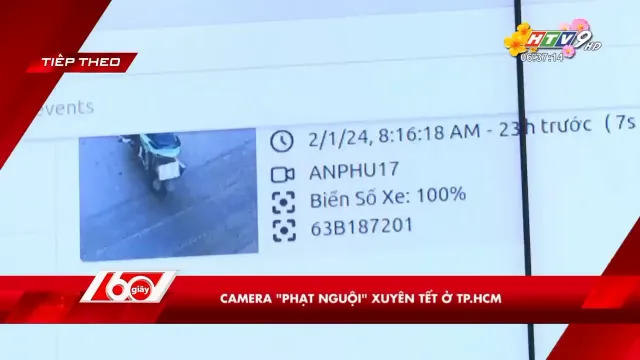 TIẾP THEO
HTV9 HD
06:37:14
events
2/1/24, 8:16:18 AM - 23h trước ( 7s
ANPHU17
Biển Số Xe: 100%
63B187201
60 giây
CAMERA "PHẠT NGUỘI" XUYÊN TẾT Ở TP.HCM